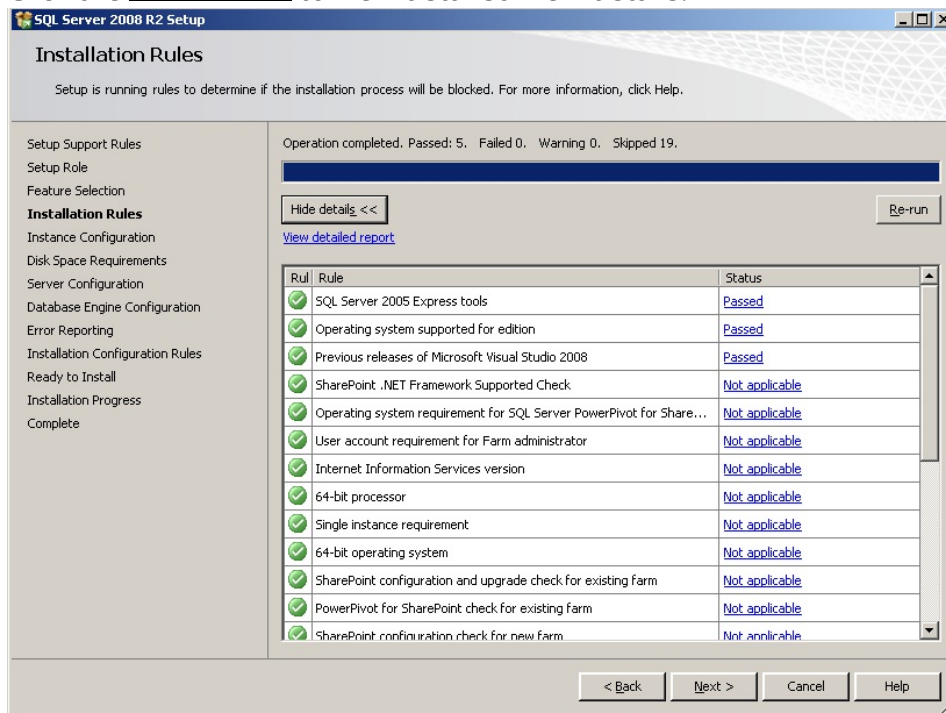 SQL Server 2008 R2 Setup
Installation Rules
Setup is running rules to determine if the installation process will be blocked. For more information, click Help.
Setup Support Rules
Setup Role
Feature Selection
Installation Rules
Instance Configuration
Disk Space Requirements
Server Configuration
Database Engine Configuration
Error Reporting
Installation Configuration Rules
Ready to Install
Installation Progress
Complete
Operation completed. Passed: 5. Failed 0. Warning 0. Skipped 19.
Hide details << Re-run
View detailed report
Rul Rule Status
SQL Server 2005 Express tools Passed
Operating system supported for edition Passed
Previous releases of Microsoft Visual Studio 2008 Passed
SharePoint .NET Framework Supported Check Not applicable
Operating system requirement for SQL Server PowerPivot for Share... Not applicable
User account requirement for Farm administrator Not applicable
Internet Information Services version Not applicable
64-bit processor Not applicable
Single instance requirement Not applicable
64-bit operating system Not applicable
SharePoint configuration and upgrade check for existing farm Not applicable
PowerPivot for SharePoint check for existing farm Not applicable
SharePoint configuration check for new farm Not applicable
< Back Next > Cancel Help